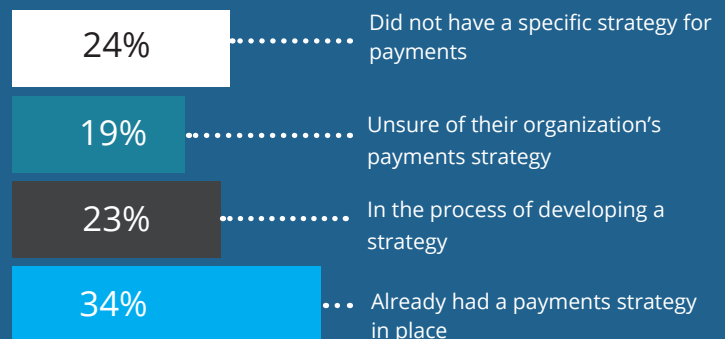 24%
Did not have a specific strategy for
payments
19%
Unsure of their organization’s
payments strategy
23%
In the process of developing a
strategy
34%
Already had a payments strategy
in place